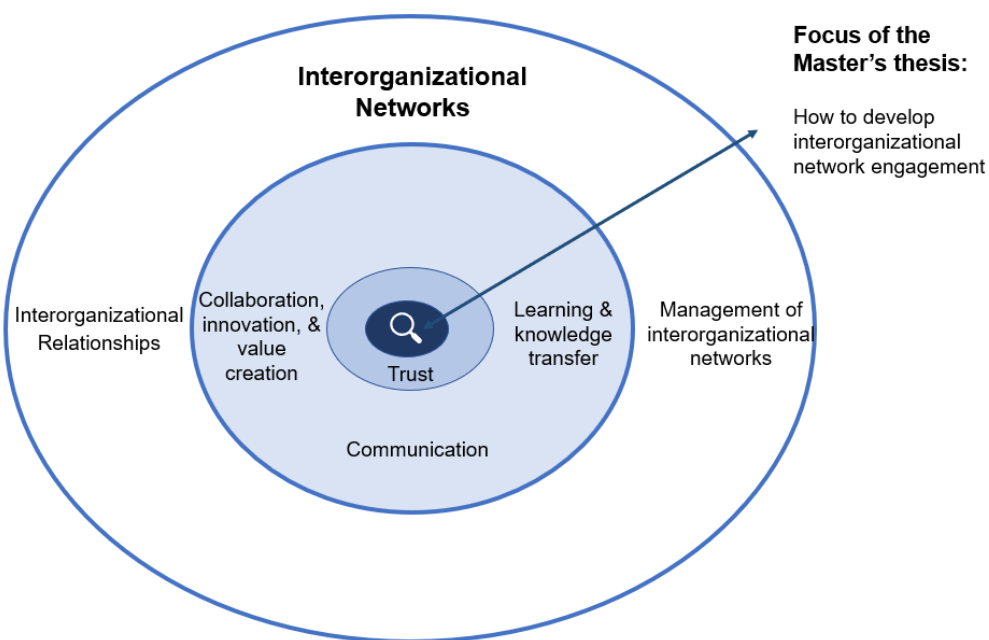 Focus of the
Master's thesis:
How to develop
interorganizational
network engagement
Interorganizational
Networks
Interorganizational
Relationships
Collaboration,
innovation, &
value
creation
Trust
Learning &
knowledge
transfer
Management of
interorganizational
networks
Communication